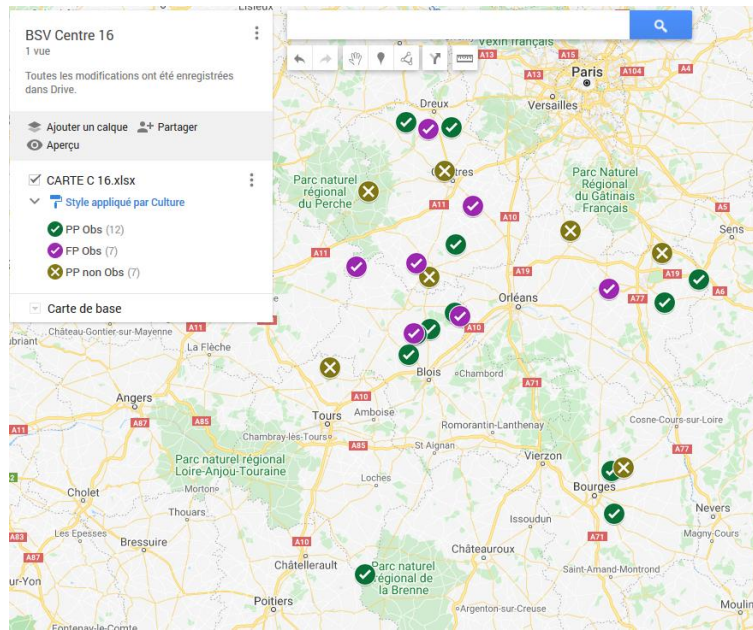 Lisieux
BSV Centre 16
1 vue
Toutes les modifications ont été enregistrées
dans Drive.
Ajouter un calque
Partager
Aperçu
CARTE C 16.xlsx
Style appliqué par Culture
PP Obs (12)
FP Obs (7)
PP non Obs (7)
Carte de base
Vexin français
A13
A15
Paris
A104
A4
A13
Versailles
Dreux
Parc naturel
régional
du Perche
A11
A10
Parc Naturel
Régional
du Gâtinais
Français
A5
Sens
A11
A19
A19
A6
A77
Orléans
A10
Château-Gontier-sur-Mayenne
A11
La Flèche
Blois
Chambord
A71
Angers
A10
Tours
Amboise
A11
A87
A85
Chambray-lès-Tours
A85
St Aignan
Romorantin-Lanthenay
Cosne-Cours-sur-Loire
A77
Vierzon
Parc naturel régional
Loire-Anjou-Touraine
Loches
Cholet
Mortagne
Thouars
Bourges
Nevers
Issoudun
A83
Les Epesses
Bressuire
A87
A10
A71
Magny-Cours
Châteauroux
Châtellerault
Parc naturel
régional de
la Brenne
Saint-Amand-Montrond
ur-Yon
Poitiers
Argenton-sur-Creuse
Moulin
Fontenay-le-Comte